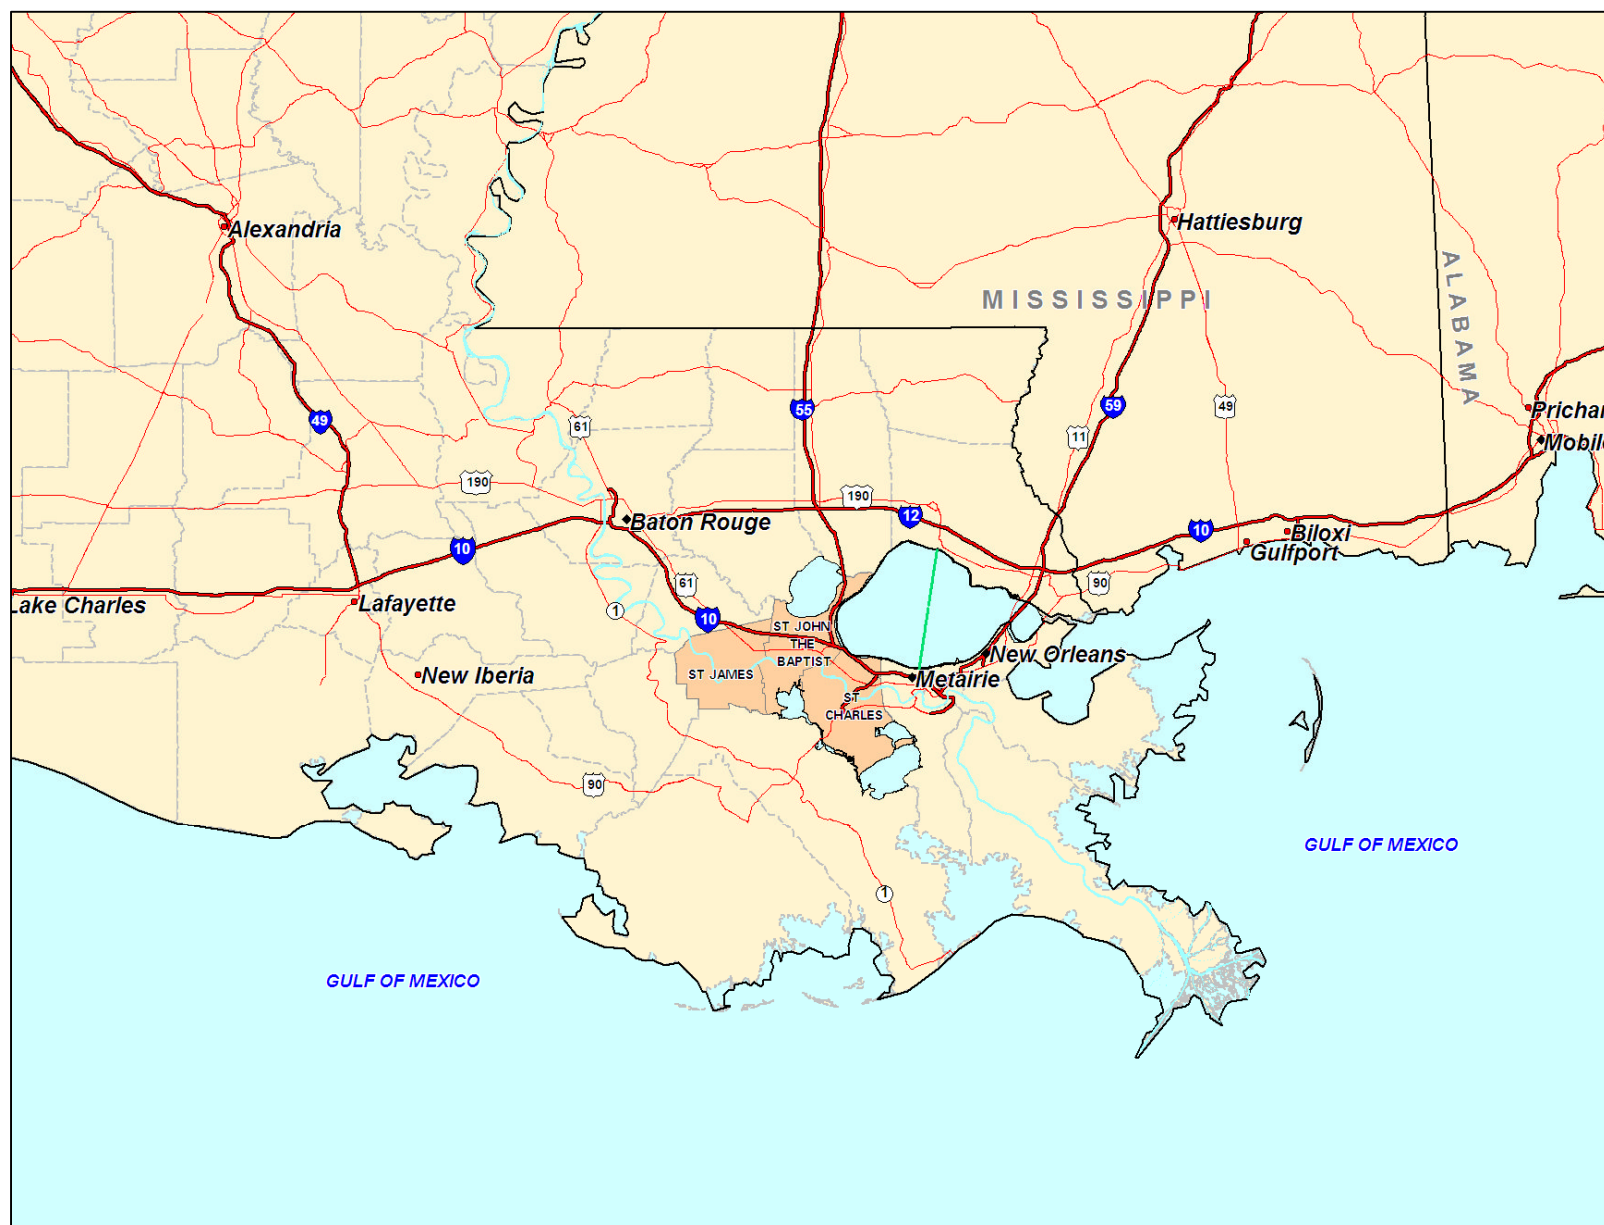 Alexandria
Hattiesburg
MISSISSIPPI
ALABAMA
49
55
59
49
Prichar
61
11
Mobile
190
190
12
Baton Rouge
10
10
Biloxi
Gulfport
61
90
Lake Charles
Lafayette
1
10
ST JOHN
THE
BAPTIST
New Orleans
New Iberia
ST JAMES
Metairie
ST
CHARLES
90
GULF OF MEXICO
1
GULF OF MEXICO